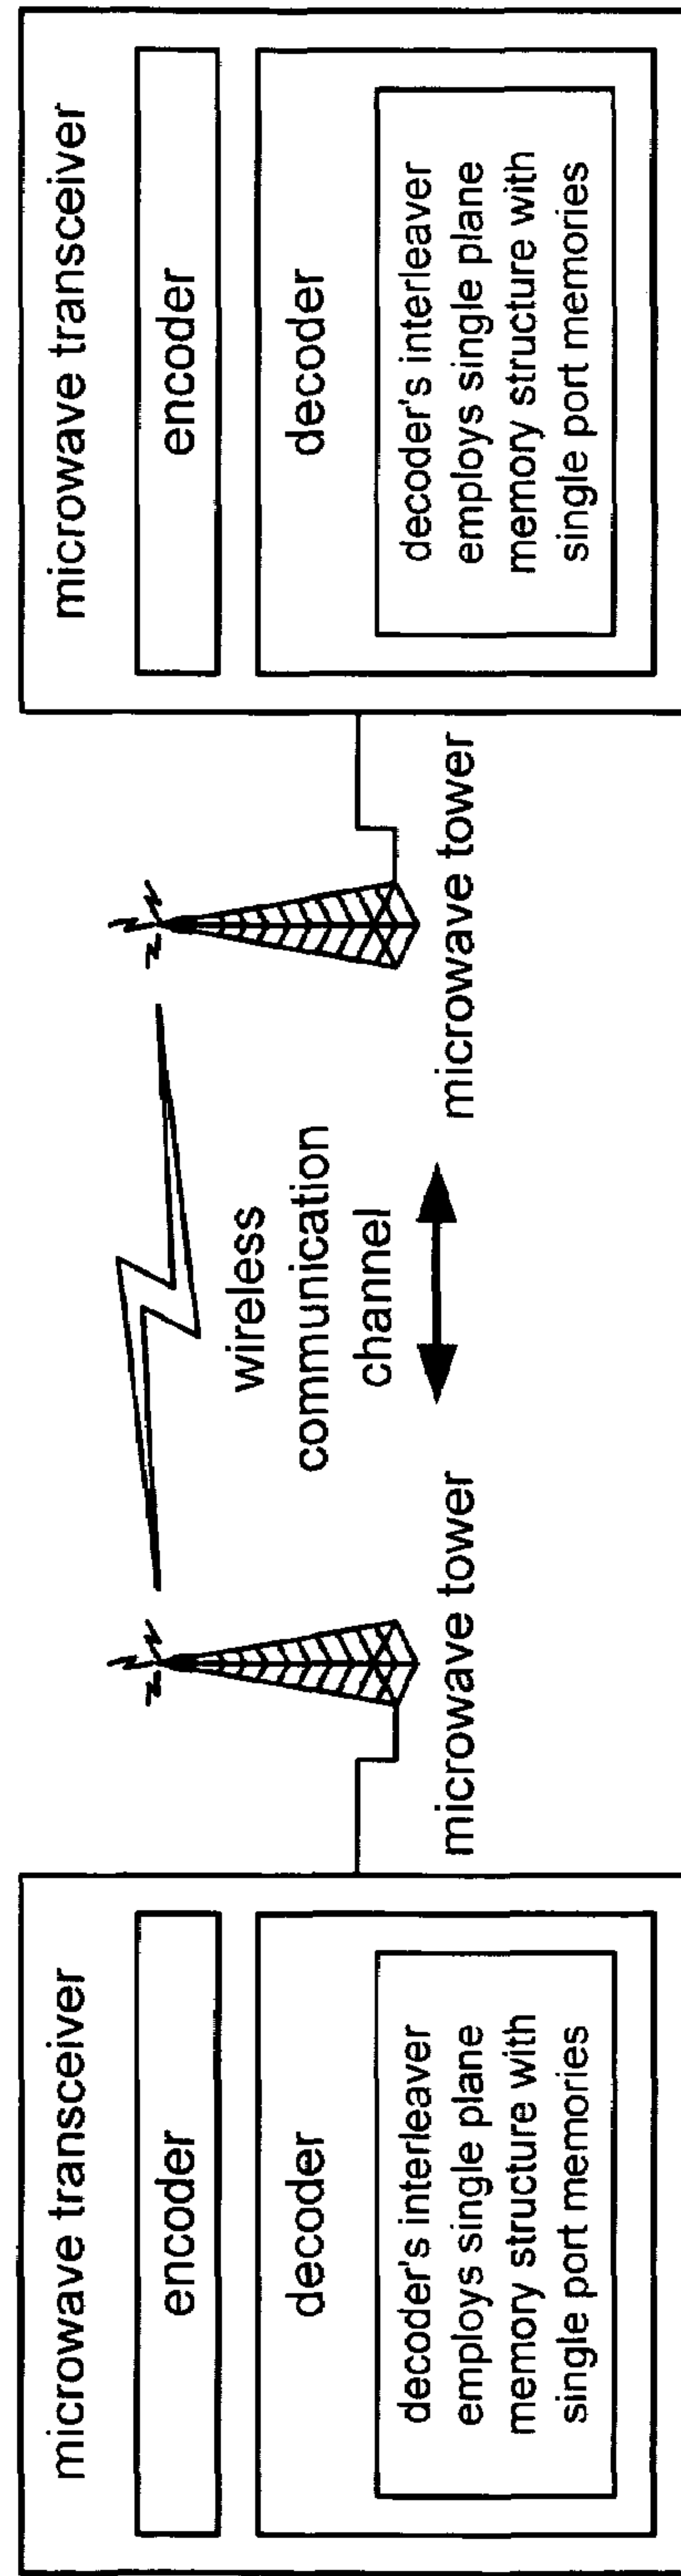 microwave transceiver
encoder
decoder
decoder's interleaver
employs single plane
memory structure with
single port memories
microwave tower
wireless
communication
channel
microwave tower
microwave transceiver
encoder
decoder
decoder's interleaver
employs single plane
memory structure with
single port memories